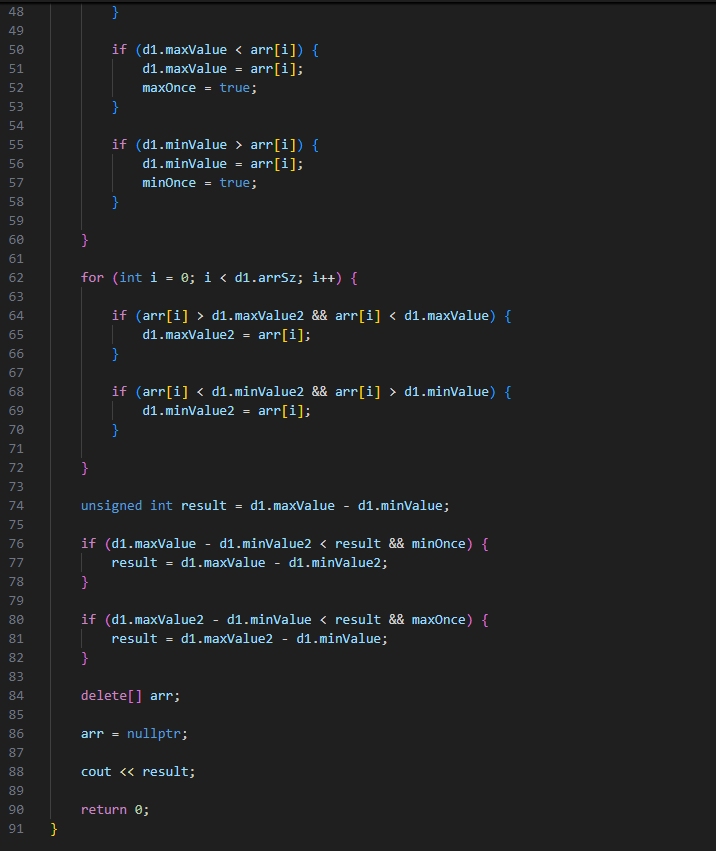 48 }
49
50 if (d1.maxValue < arr[i]) {
51 d1.maxValue = arr[i];
52 maxOnce = true;
53 }
54
55 if (d1.minValue > arr[i]) {
56 d1.minValue = arr[i];
57 minOnce = true;
58 }
59
60 }
61
62 for (int i = 0; i < d1.arrSz; i++) {
63
64 if (arr[i] > d1.maxValue2 && arr[i] < d1.maxValue) {
65 d1.maxValue2 = arr[i];
66 }
67
68 if (arr[i] < d1.minValue2 && arr[i] > d1.minValue) {
69 d1.minValue2 = arr[i];
70 }
71
72 }
73
74 unsigned int result = d1.maxValue - d1.minValue;
75
76 if (d1.maxValue - d1.minValue2 < result && minOnce) {
77 result = d1.maxValue - d1.minValue2;
78 }
79
80 if (d1.maxValue2 - d1.minValue < result && maxOnce) {
81 result = d1.maxValue2 - d1.minValue;
82 }
83
84 delete[] arr;
85
86 arr = nullptr;
87
88 cout << result;
89
90 return 0;
91 }